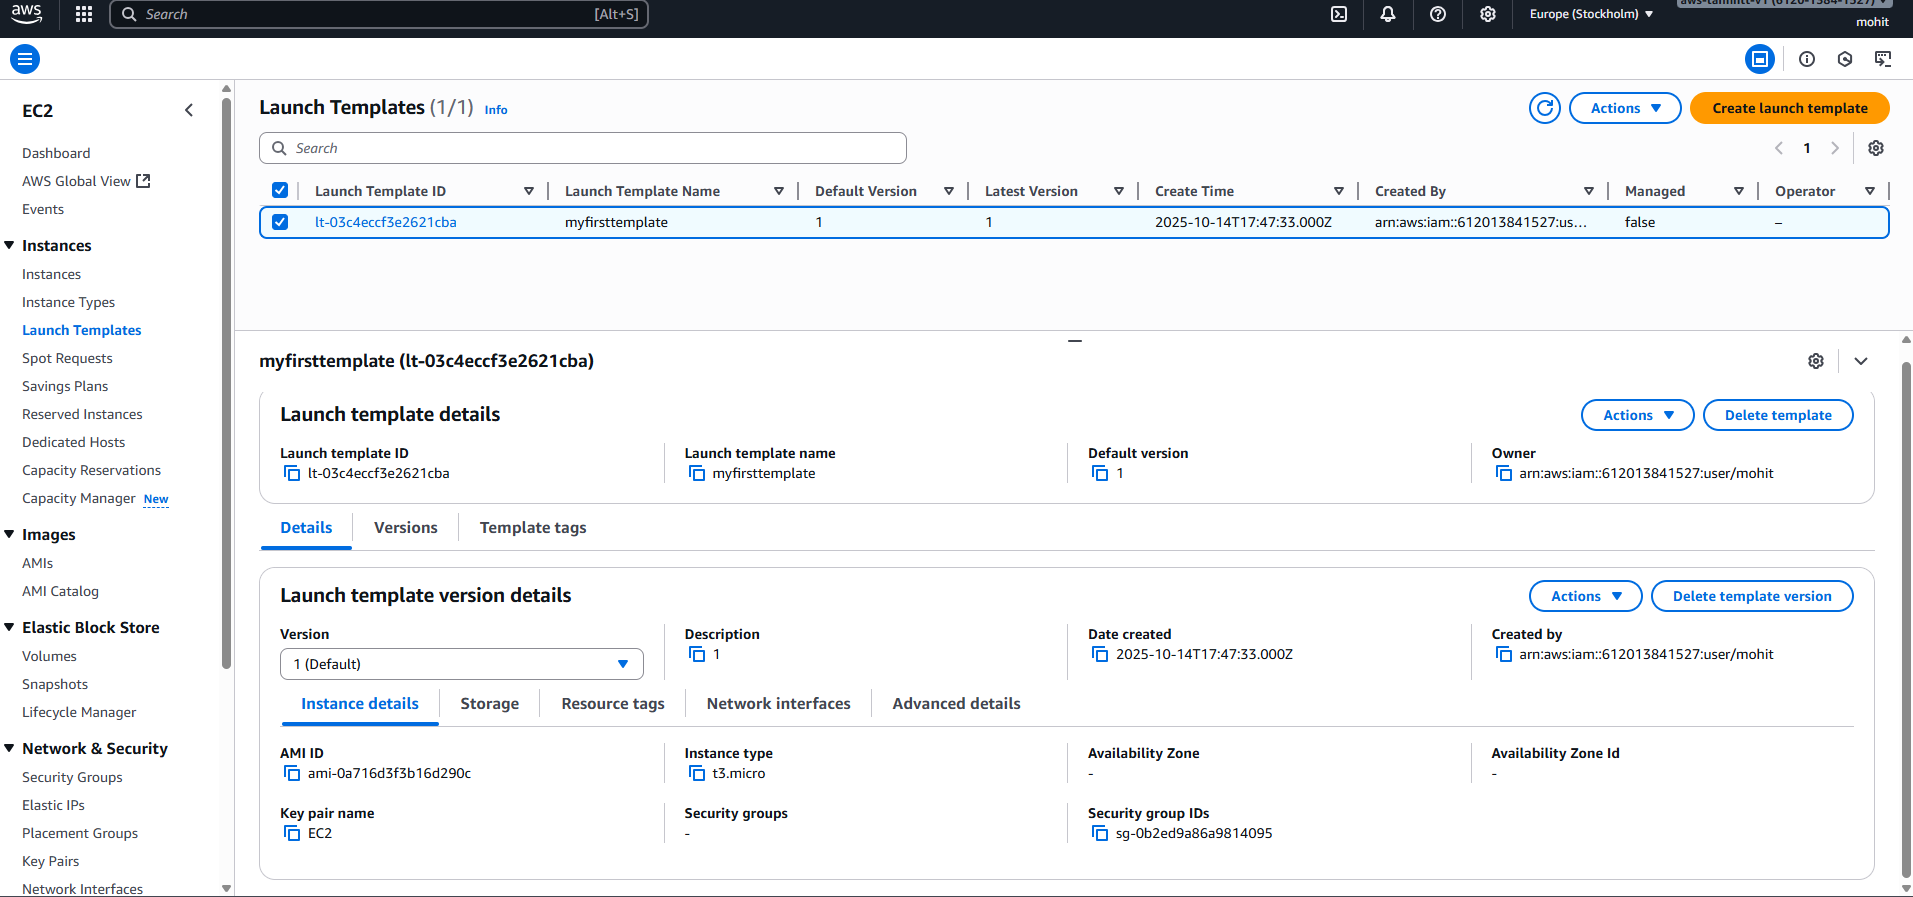 aws
Search [Alt+S]
Europe (Stockholm)
mohit
EC2
Dashboard
AWS Global View
Events
Instances
Instances
Instance Types
Launch Templates
Spot Requests
Savings Plans
Reserved Instances
Dedicated Hosts
Capacity Reservations
Capacity Manager New
Images
AMIs
AMI Catalog
Elastic Block Store
Volumes
Snapshots
Lifecycle Manager
Network & Security
Security Groups
Elastic IPs
Placement Groups
Key Pairs
Network Interfaces
Launch Templates (1/1) Info
Actions
Create launch template
Search
1
Launch Template ID Launch Template Name Default Version Latest Version Create Time Created By Managed Operator
lt-03c4eccf3e2621cba myfirsttemplate 1 1 2025-10-14T17:47:33.000Z arn:aws:iam::612013841527:us... false –
myfirsttemplate (lt-03c4eccf3e2621cba)
Launch template details
Actions Delete template
Launch template ID Launch template name Default version Owner
lt-03c4eccf3e2621cba myfirsttemplate 1 arn:aws:iam::612013841527:user/mohit
Details Versions Template tags
Launch template version details
Actions Delete template version
Version Description Date created Created by
1 (Default) 1 2025-10-14T17:47:33.000Z arn:aws:iam::612013841527:user/mohit
Instance details Storage Resource tags Network interfaces Advanced details
AMI ID Instance type Availability Zone Availability Zone Id
ami-0a716d3f3b16d290c t3.micro - -
Key pair name Security groups Security group IDs
EC2 - sg-0b2ed9a86a9814095